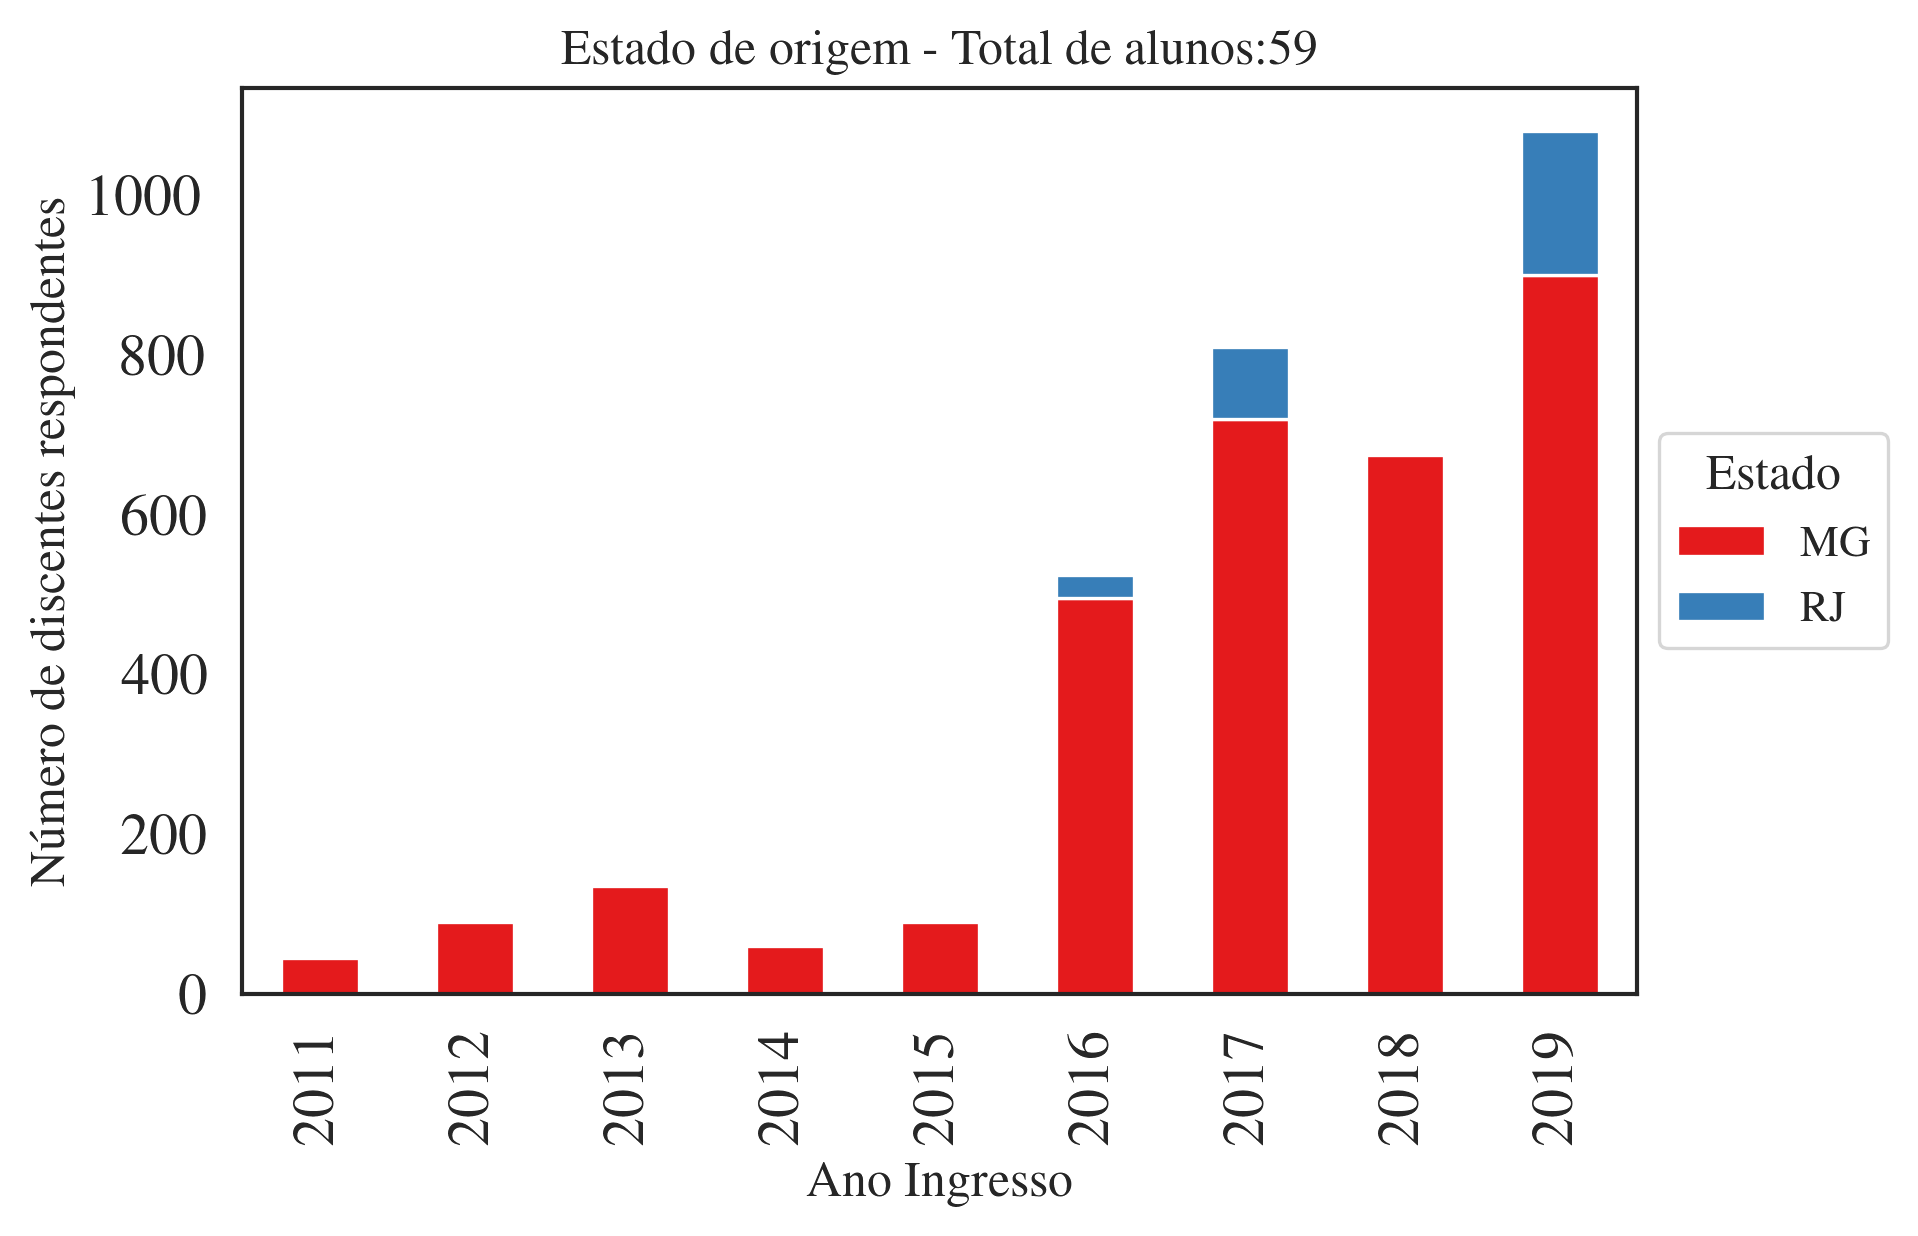 Estado de origem - Total de alunos:59
Número de discentes respondentes
1000
800
600
400
200
0
2011
2012
2013
2014
2015
2016
2017
2018
2019
Ano Ingresso
Estado
MG
RJ